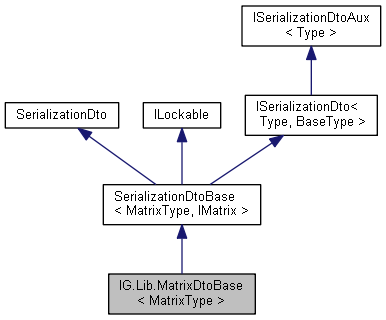 ISerializationDtoAux
< Type >
SerializationDto
ILockable
ISerializationDto<
Type, BaseType >
SerializationDtoBase
< MatrixType, IMatrix >
IG.Lib.MatrixDtoBase
< MatrixType >